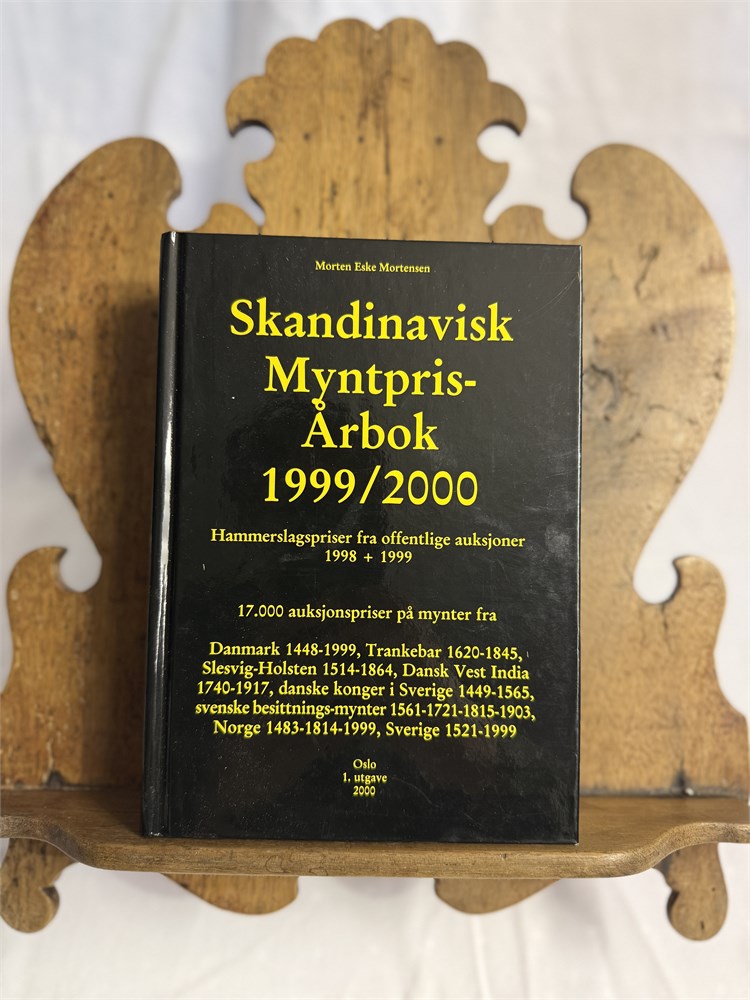 Morten Eske Mortensen
Skandinavisk
Myntpris-
Årbok
1999/2000
Hammerslagspriser fra offentlige auksjoner
1998 + 1999
17.000 auksjonspriser på mynter fra
Danmark 1448-1999, Trankebar 1620-1845,
Slesvig-Holsten 1514-1864, Dansk Vest India
1740-1917, danske konger i Sverige 1449-1565,
svenske besittnings-mynter 1561-1721-1815-1903,
Norge 1483-1814-1999, Sverige 1521-1999
Oslo
1. utgave
2000